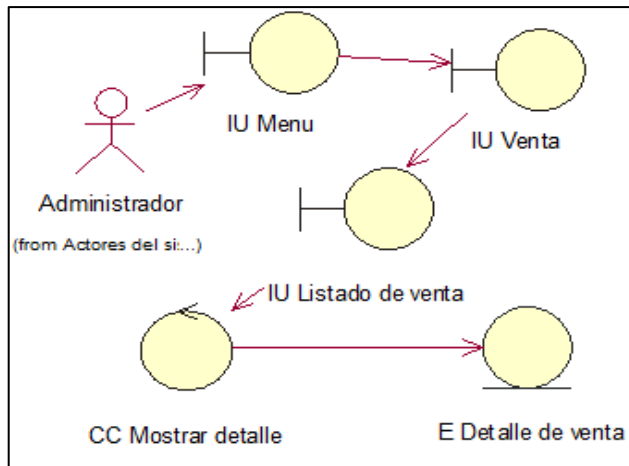 IU Menu
IU Venta
Administrador
(from Actores del si:...)
IU Listado de venta
CC Mostrar detalle
E Detalle de venta